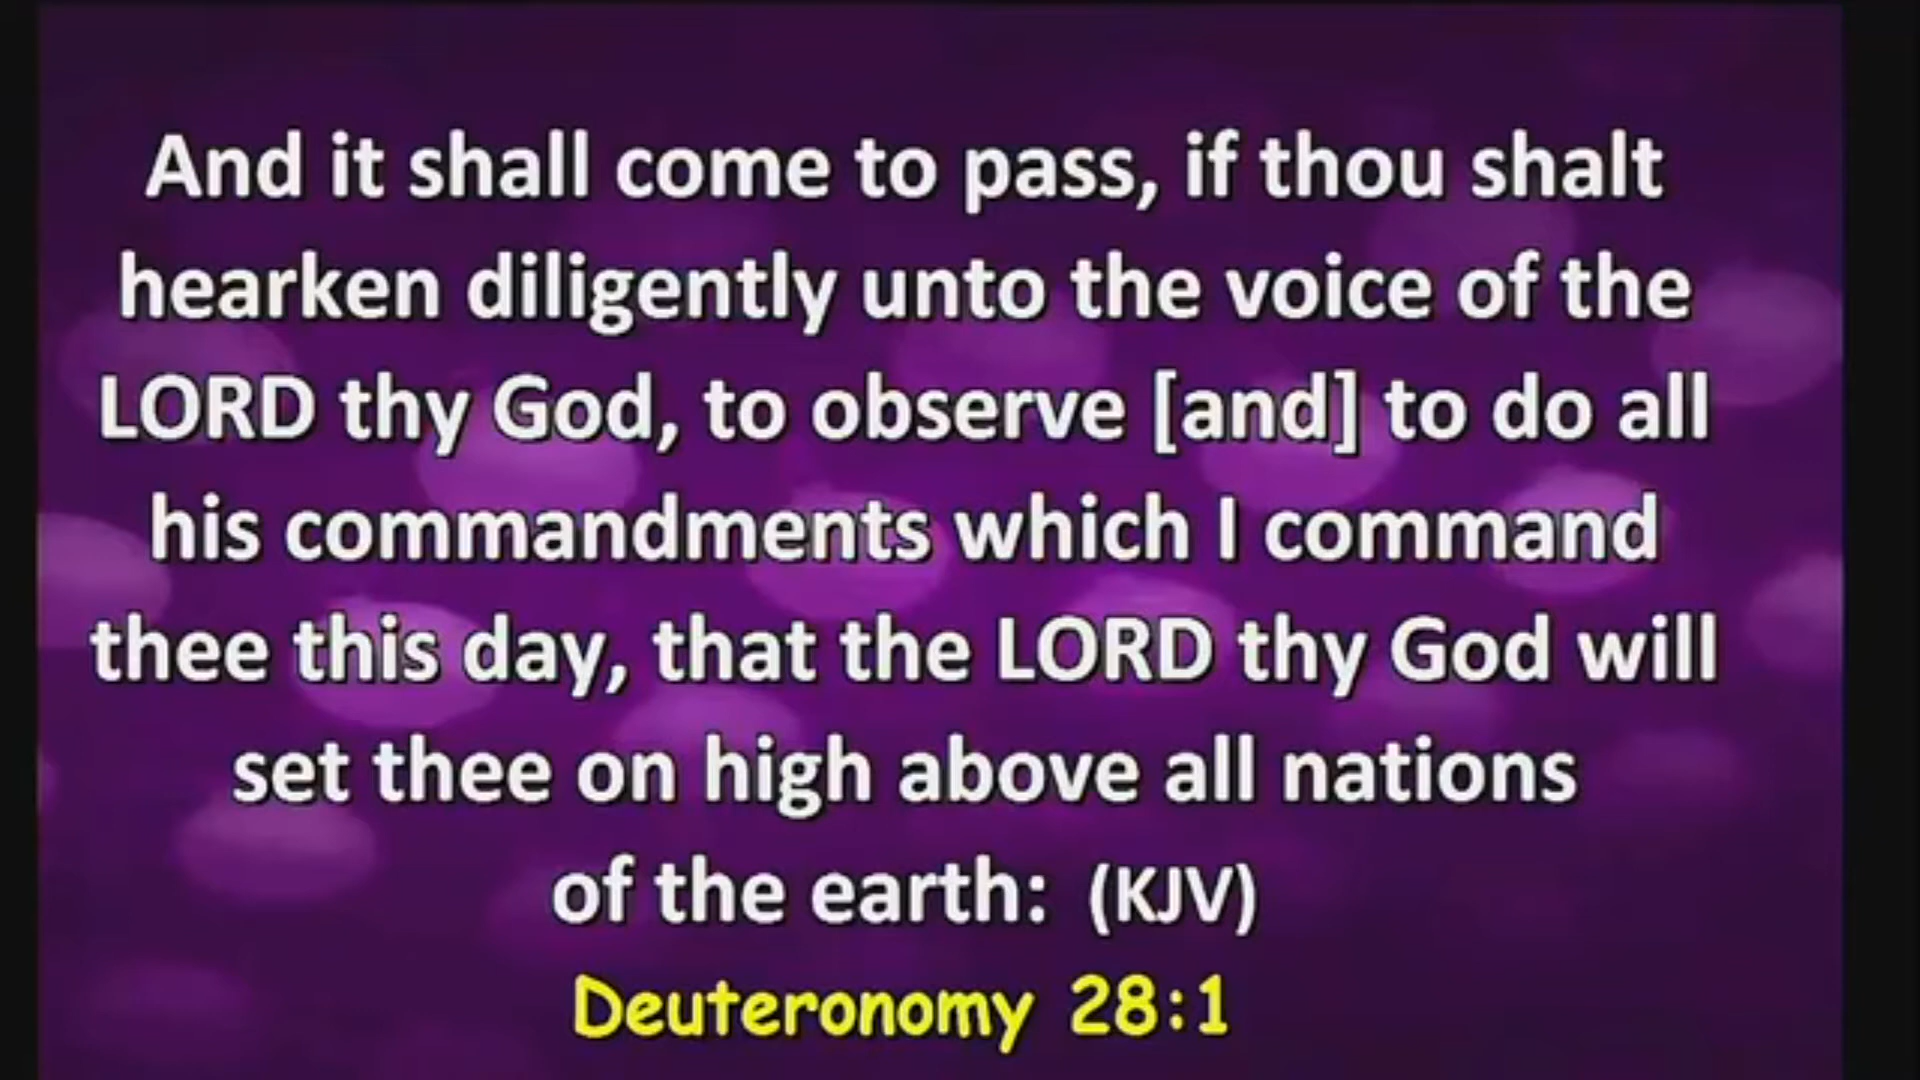 And it shall come to pass, if thou shalt
hearken diligently unto the voice of the
LORD thy God, to observe [and] to do all
his commandments which I command
thee this day, that the LORD thy God will
set thee on high above all nations
of the earth: (KJV)
Deuteronomy 28:1